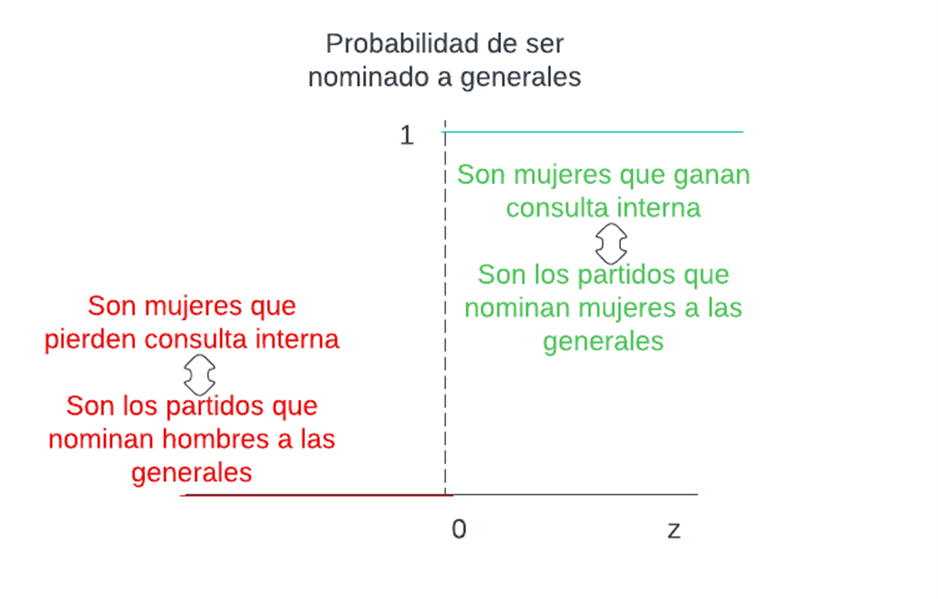 Probabilidad de ser
nominado a generales
1
Son mujeres que ganan
consulta interna
Son los partidos que
nominan mujeres a las
generales
Son mujeres que
pierden consulta interna
Son los partidos que
nominan hombres a las
generales
0
z